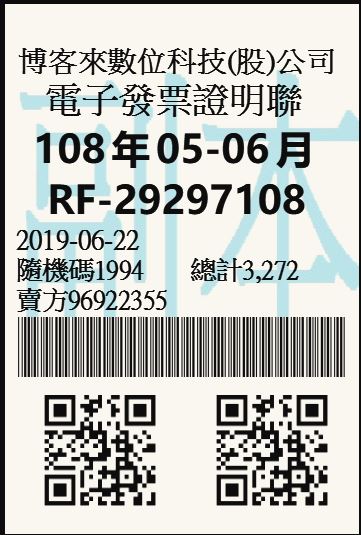 博客來數位科技(股)公司
電子發票證明聯
108年05-06月
RF-29297108
2019-06-22
隨機碼1994 總計3,272
賣方96922355
副本